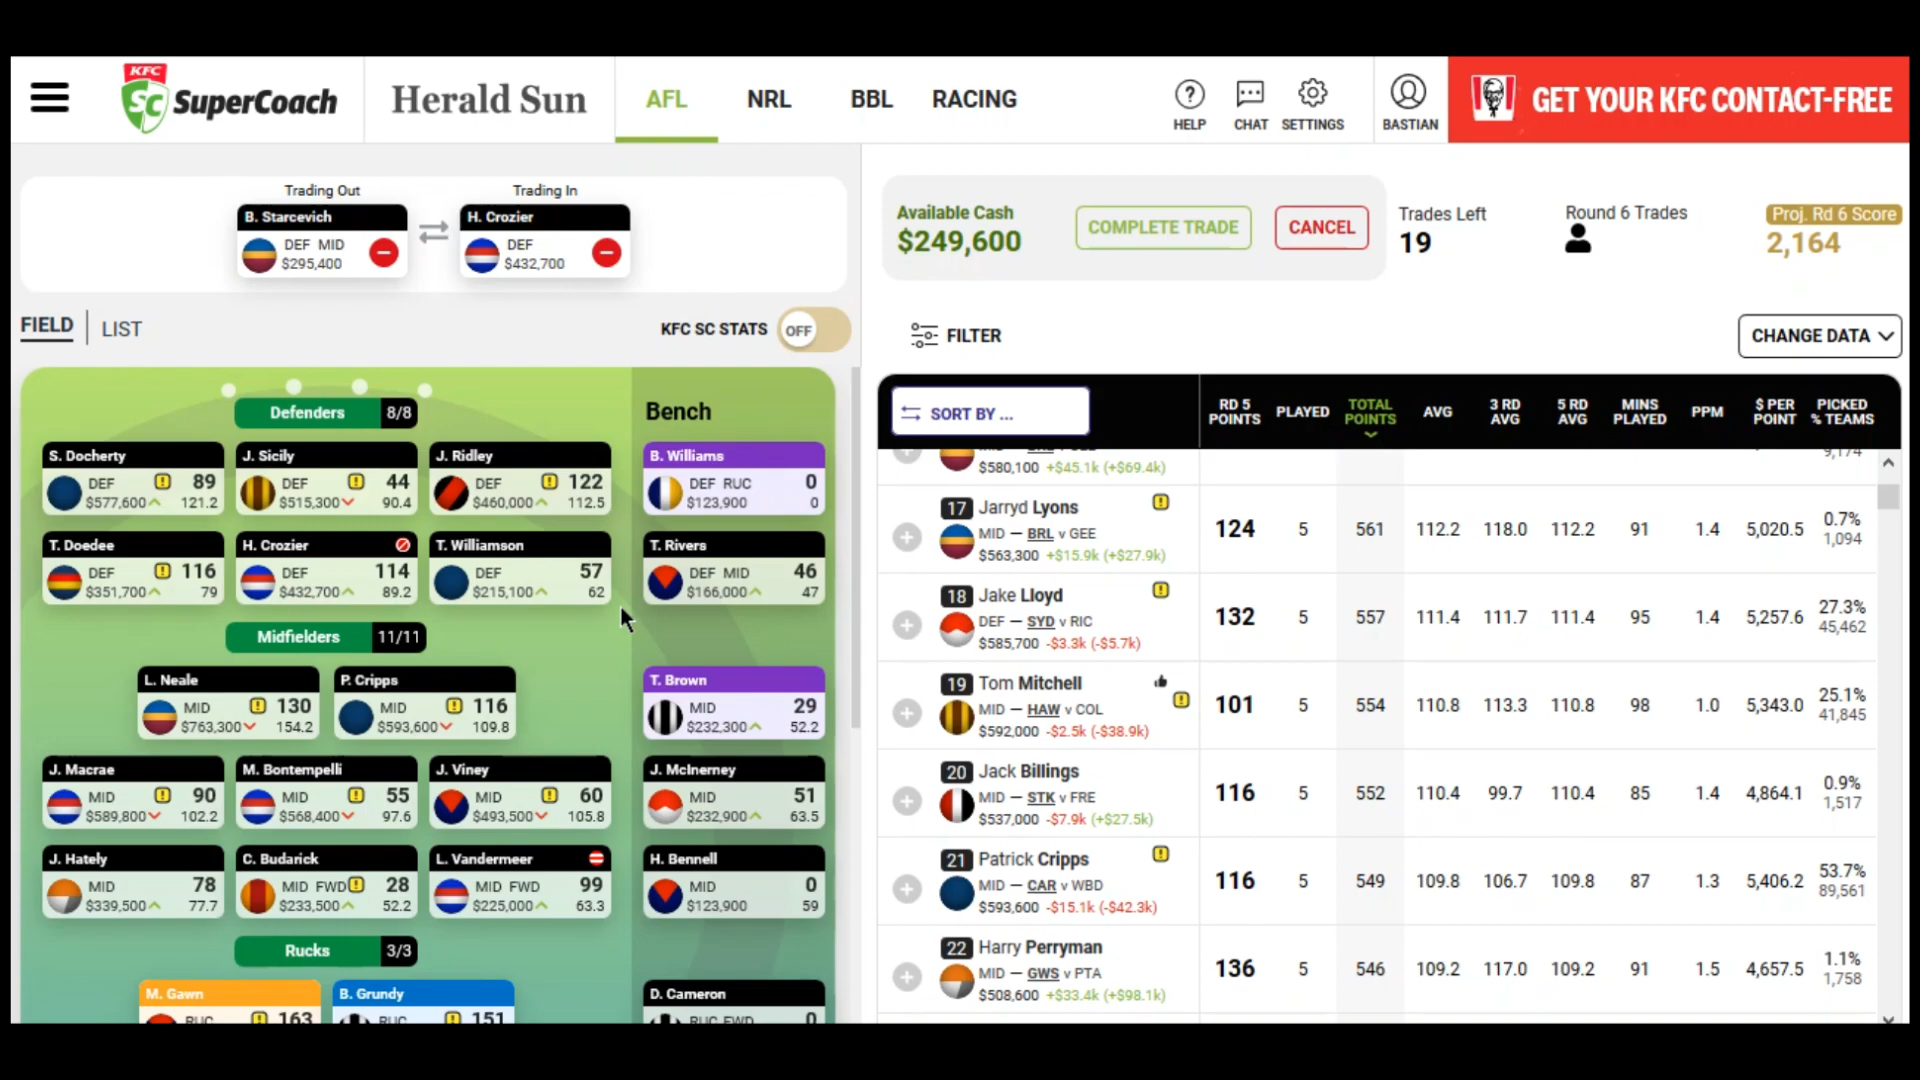 KFC
SC SuperCoach
Herald Sun
AFL
NRL
BBL
RACING
HELP
CHAT
SETTINGS
BASTIAN
GET YOUR KFC CONTACT-FREE
Trading Out
Trading In
B. Starcevich
DEF MID
$295,400
H. Crozier
DEF
$432,700
Available Cash
$249,600
COMPLETE TRADE
CANCEL
Trades Left
19
Round 6 Trades
Proj. Rd 6 Score
2,164
FIELD
LIST
KFC SC STATS
OFF
FILTER
CHANGE DATA
Defenders 8/8
Bench
S. Docherty
DEF 89
$577,600 121.2
J. Sicily
DEF 44
$515,300 90.4
J. Ridley
DEF 122
$460,000 112.5
B. Williams
DEF RUC 0
$123,900 0
T. Doedee
DEF 116
$351,700 79
H. Crozier
DEF 114
$432,700 89.2
T. Williamson
DEF 57
$215,100 62
T. Rivers
DEF MID 46
$166,000 47
Midfielders 11/11
L. Neale
MID 130
$763,300 154.2
P. Cripps
MID 116
$593,600 109.8
T. Brown
MID 29
$232,300 52.2
J. Macrae
MID 90
$589,800 102.2
M. Bontempelli
MID 55
$568,400 97.6
J. Viney
MID 60
$493,500 105.8
J. McInerney
MID 51
$232,900 63.5
J. Hately
MID 78
$339,500 77.7
C. Budarick
MID FWD 28
$233,500 52.2
L. Vandermeer
MID FWD 99
$225,000 63.3
H. Bennell
MID 0
$123,900 59
Rucks 3/3
M. Gawn
RUC 163
B. Grundy
RUC 151
D. Cameron
RUC FWD 0
SORT BY ...
RD 5 POINTS
PLAYED
TOTAL POINTS
AVG
3 RD AVG
5 RD AVG
MINS PLAYED
PPM
$ PER POINT
PICKED % TEAMS
$580,100 +$45.1k (+$69.4k)
9,174
17 Jarryd Lyons
MID — BRL v GEE
$563,300 +$15.9k (+$27.9k)
124 5 561 112.2 118.0 112.2 91 1.4 5,020.5 0.7%
1,094
18 Jake Lloyd
DEF — SYD v RIC
$585,700 -$3.3k (-$5.7k)
132 5 557 111.4 111.7 111.4 95 1.4 5,257.6 27.3%
45,462
19 Tom Mitchell
MID — HAW v COL
$592,000 -$2.5k (-$38.9k)
101 5 554 110.8 113.3 110.8 98 1.0 5,343.0 25.1%
41,845
20 Jack Billings
MID — STK v FRE
$537,000 -$7.9k (+$27.5k)
116 5 552 110.4 99.7 110.4 85 1.4 4,864.1 0.9%
1,517
21 Patrick Cripps
MID — CAR v WBD
$593,600 -$15.1k (-$42.3k)
116 5 549 109.8 106.7 109.8 87 1.3 5,406.2 53.7%
89,561
22 Harry Perryman
MID — GWS v PTA
$508,600 +$33.4k (+$98.1k)
136 5 546 109.2 117.0 109.2 91 1.5 4,657.5 1.1%
1,758